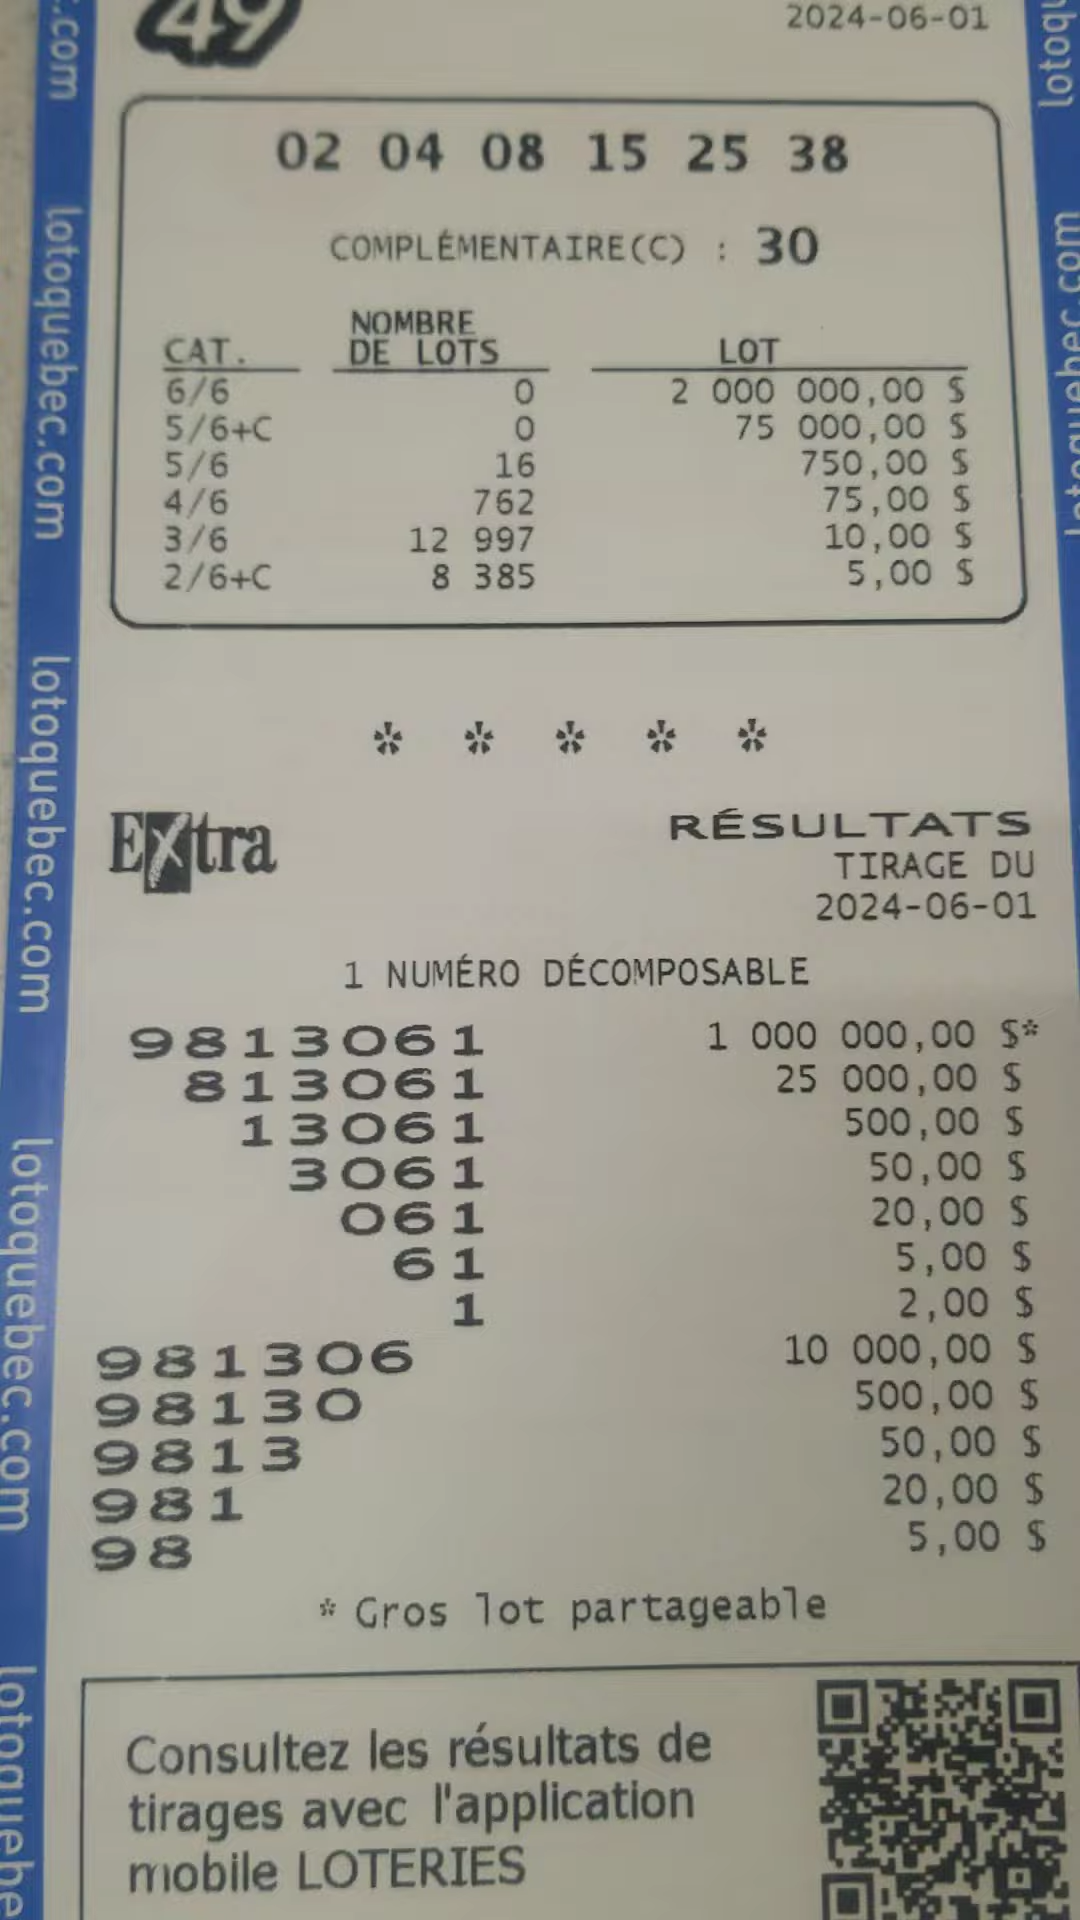 49
2024-06-01
02 04 08 15 25 38
COMPLÉMENTAIRE(C) : 30
CAT. NOMBRE DE LOTS LOT
6/6 0 2 000 000,00 $
5/6+C 0 75 000,00 $
5/6 16 750,00 $
4/6 762 75,00 $
3/6 12 997 10,00 $
2/6+C 8 385 5,00 $
* * * * *
Extra RÉSULTATS
TIRAGE DU
2024-06-01
1 NUMÉRO DÉCOMPOSABLE
9813061 1 000 000,00 $*
813061 25 000,00 $
13061 500,00 $
3061 50,00 $
061 20,00 $
61 5,00 $
1 2,00 $
981306 10 000,00 $
98130 500,00 $
9813 50,00 $
981 20,00 $
98 5,00 $
* Gros lot partageable
Consultez les résultats de
tirages avec l'application
mobile LOTERIES
lotoquebec.com
lotoquebec.com
lotoquebec.com
lotoquebec.com
lotoquebec.com